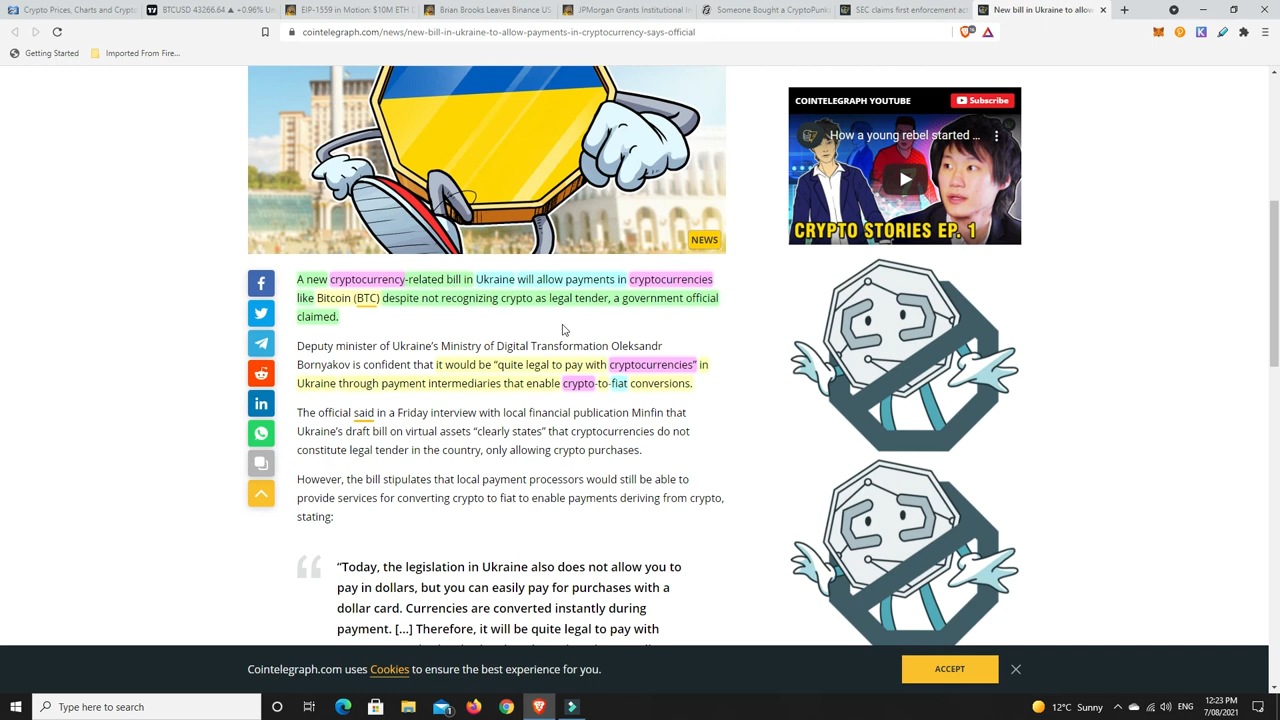 Crypto Prices, Charts and Crypto
BTCUSD 43266.64 ▲ +0.96% Un
EIP-1559 in Motion: $10M ETH
Brian Brooks Leaves Binance US
JPMorgan Grants Institutional In
Someone Bought a CryptoPunk
SEC claims first enforcement ac
New bill in Ukraine to allow
cointelegraph.com/news/new-bill-in-ukraine-to-allow-payments-in-cryptocurrency-says-official
Getting Started
Imported From Fire...
COINTELEGRAPH YOUTUBE
Subscribe
How a young rebel started ...
CRYPTO STORIES EP. 1
NEWS
A new cryptocurrency-related bill in Ukraine will allow payments in cryptocurrencies
like Bitcoin (BTC) despite not recognizing crypto as legal tender, a government official
claimed.
Deputy minister of Ukraine's Ministry of Digital Transformation Oleksandr
Bornyakov is confident that it would be "quite legal to pay with cryptocurrencies" in
Ukraine through payment intermediaries that enable crypto-to-fiat conversions.
The official said in a Friday interview with local financial publication Minfin that
Ukraine's draft bill on virtual assets "clearly states" that cryptocurrencies do not
constitute legal tender in the country, only allowing crypto purchases.
However, the bill stipulates that local payment processors would still be able to
provide services for converting crypto to fiat to enable payments deriving from crypto,
stating:
"Today, the legislation in Ukraine also does not allow you to
pay in dollars, but you can easily pay for purchases with a
dollar card. Currencies are converted instantly during
payment. [...] Therefore, it will be quite legal to pay with
Cointelegraph.com uses Cookies to ensure the best experience for you.
ACCEPT
Type here to search
12°C Sunny
ENG
12:23 PM
7/08/2021